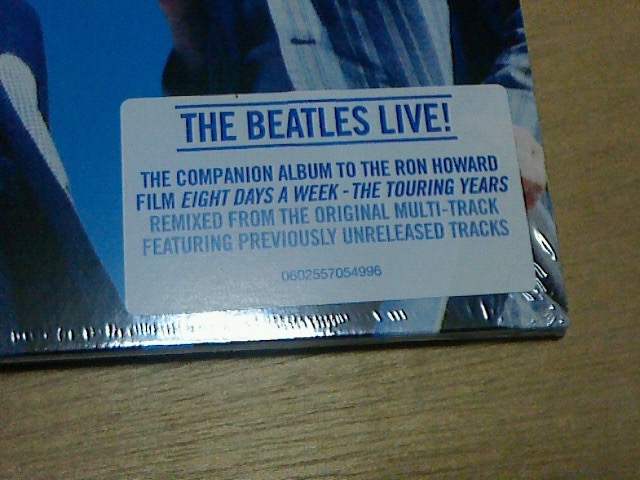 THE BEATLES LIVE!
THE COMPANION ALBUM TO THE RON HOWARD
FILM EIGHT DAYS A WEEK - THE TOURING YEARS
REMIXED FROM THE ORIGINAL MULTI-TRACK
FEATURING PREVIOUSLY UNRELEASED TRACKS
0602557054996